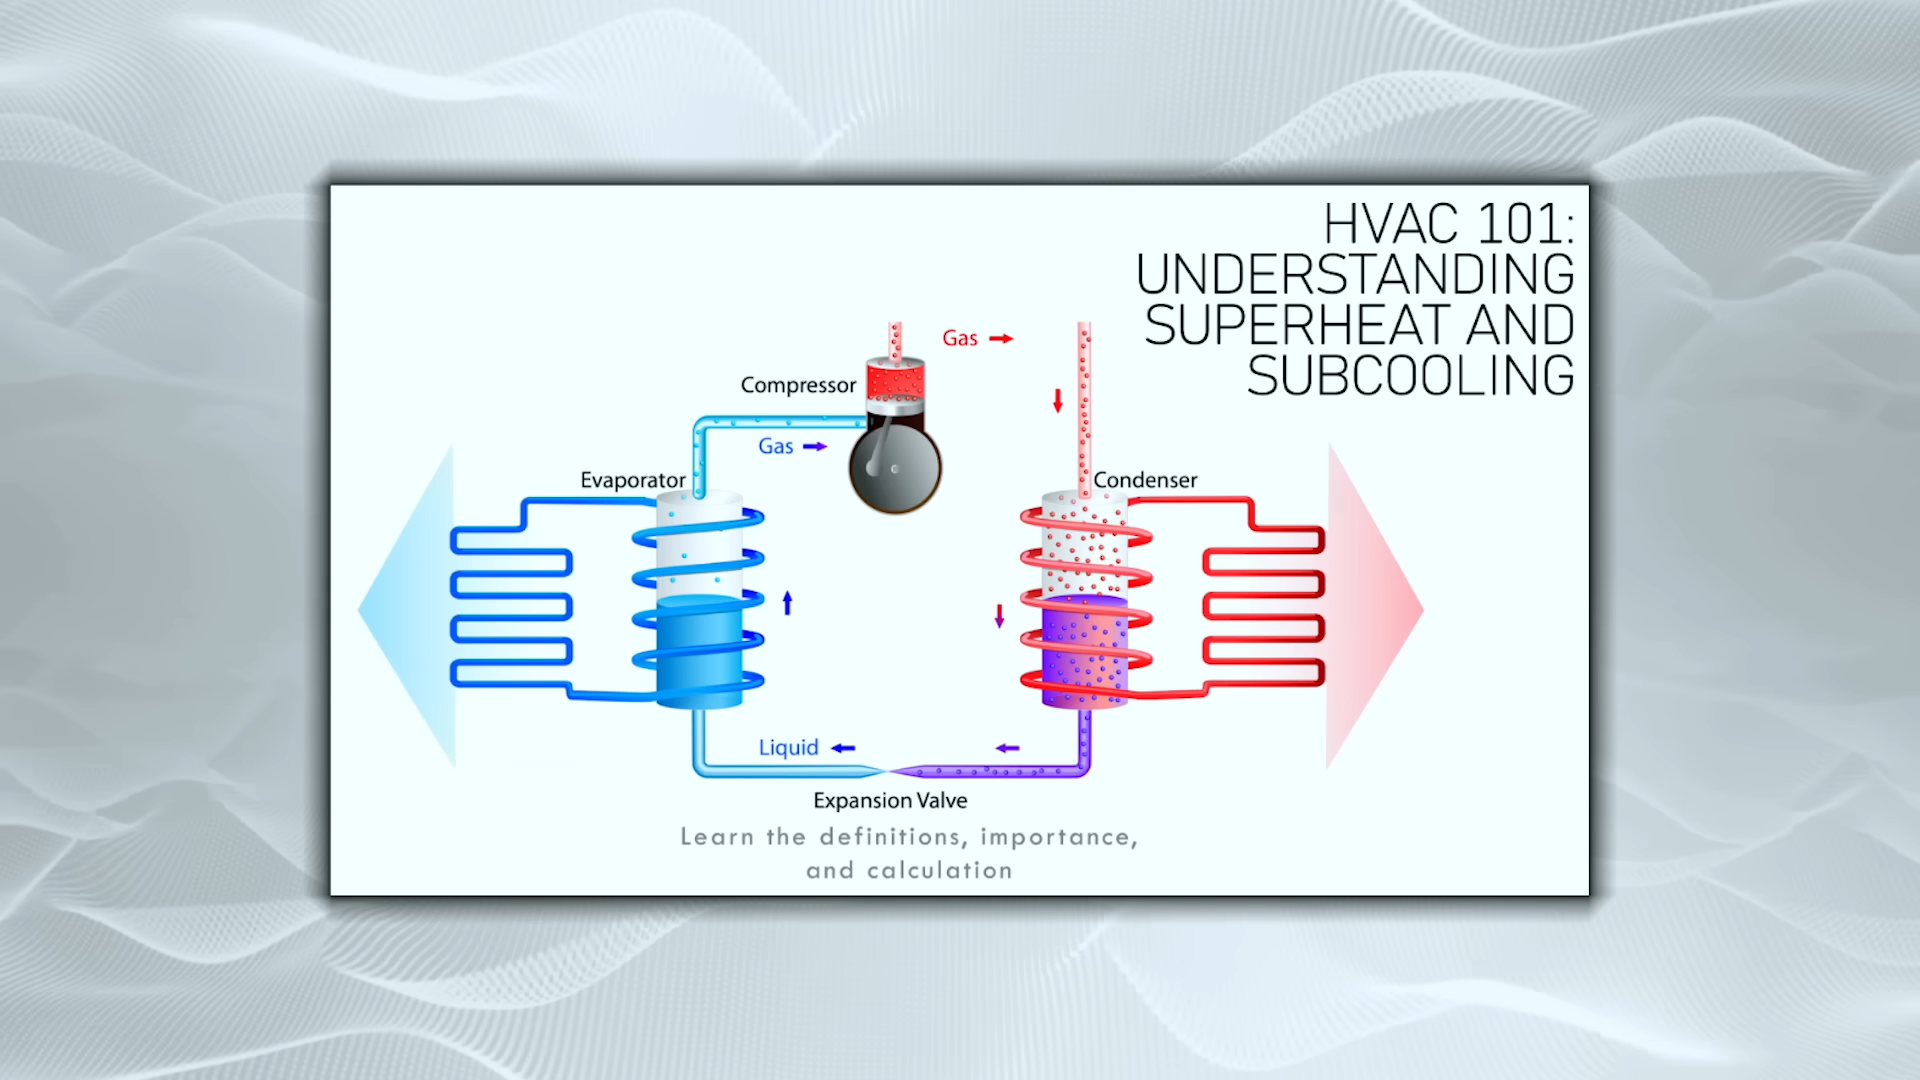 HVAC 101:
UNDERSTANDING
SUPERHEAT AND
SUBCOOLING
Gas
Compressor
Gas
Evaporator
Condenser
Liquid
Expansion Valve
Learn the definitions, importance,
and calculation